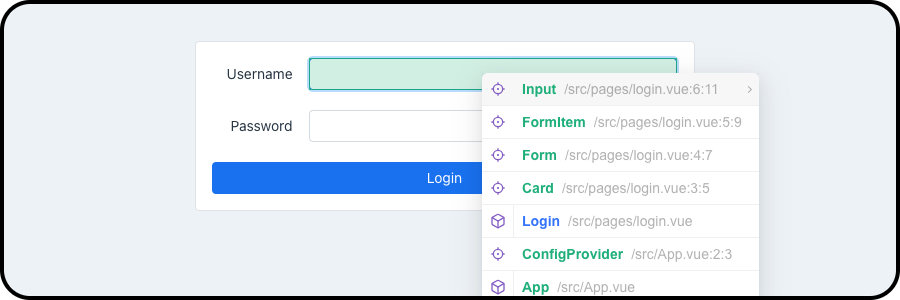 Username
Password
Login
Input /src/pages/login.vue:6:11
FormItem /src/pages/login.vue:5:9
Form /src/pages/login.vue:4:7
Card /src/pages/login.vue:3:5
Login /src/pages/login.vue
ConfigProvider /src/App.vue:2:3
App /src/App.vue